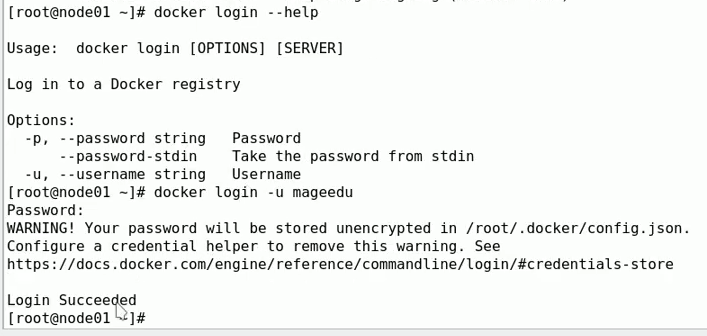 [root@node01 ~]# docker login --help
Usage:  docker login [OPTIONS] [SERVER]
Log in to a Docker registry
Options:
  -p, --password string   Password
      --password-stdin    Take the password from stdin
  -u, --username string   Username
[root@node01 ~]# docker login -u mageedu
Password:
WARNING! Your password will be stored unencrypted in /root/.docker/config.json.
Configure a credential helper to remove this warning. See
https://docs.docker.com/engine/reference/commandline/login/#credentials-store
Login Succeeded
[root@node01 ~]#